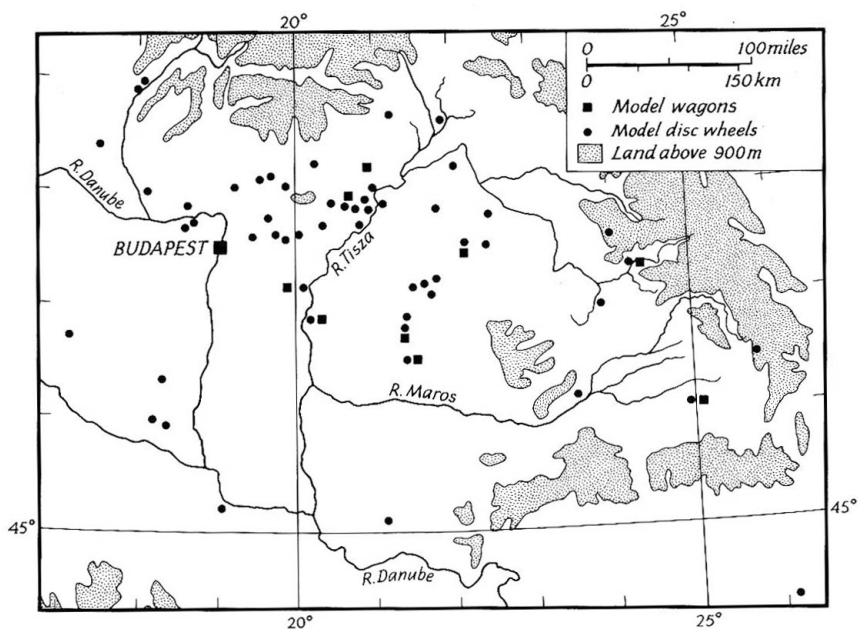 20°
25°
0 100 miles
0 150 km
Model wagons
Model disc wheels
Land above 900m
R. Danube
BUDAPEST
R. Tisza
R. Maros
45°
45°
R. Danube
20°
25°